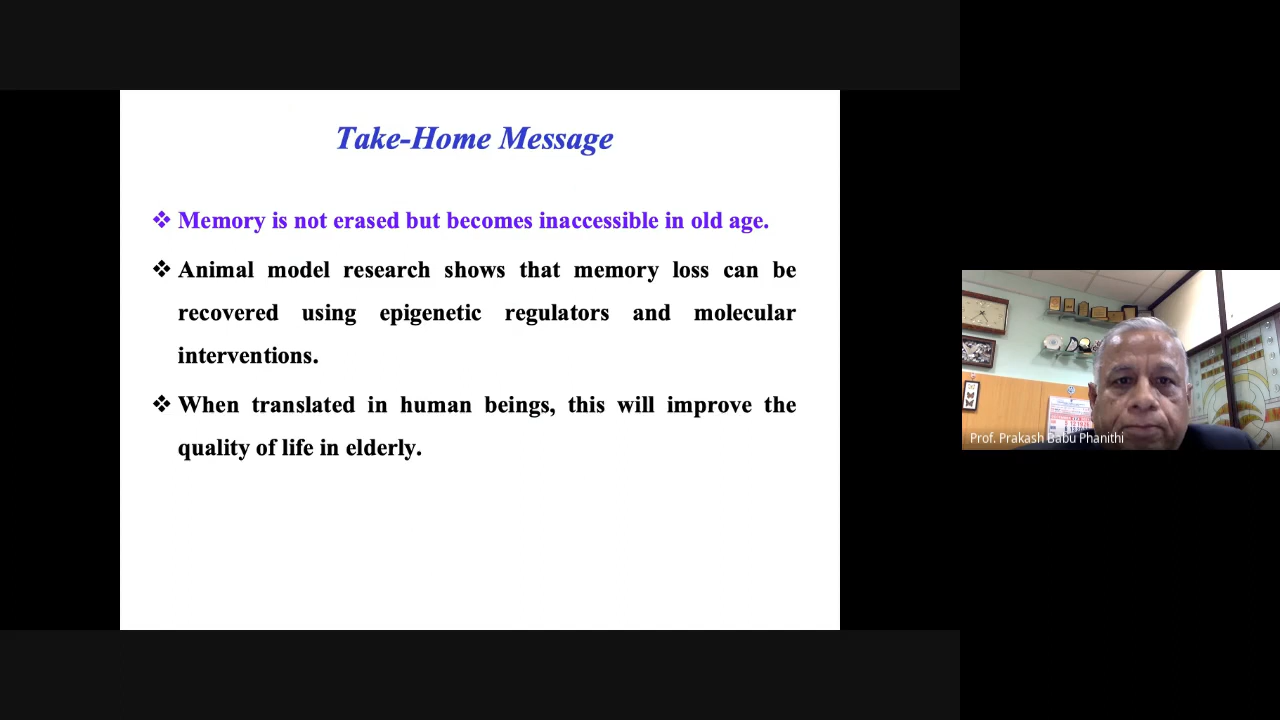 Take-Home Message
❖ Memory is not erased but becomes inaccessible in old age.
❖ Animal model research shows that memory loss can be
recovered using epigenetic regulators and molecular
interventions.
❖ When translated in human beings, this will improve the
quality of life in elderly.
Prof. Prakash Babu Phanithi